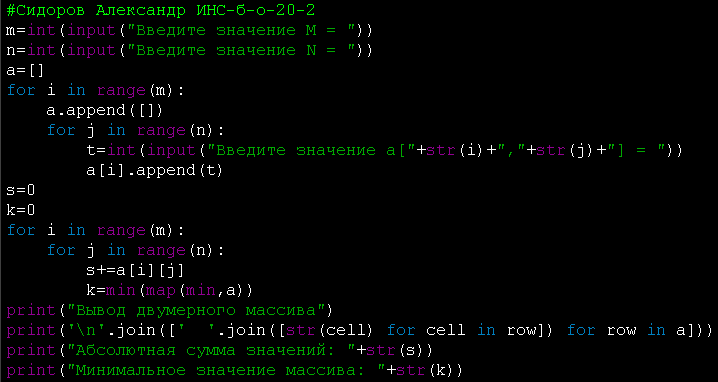 #Сидоров Александр ИНС-б-о-20-2
m=int(input("Введите значение M = "))
n=int(input("Введите значение N = "))
a=[]
for i in range(m):
    a.append([])
    for j in range(n):
        t=int(input("Введите значение a["+str(i)+","+str(j)+"] = "))
        a[i].append(t)
s=0
k=0
for i in range(m):
    for j in range(n):
        s+=a[i][j]
        k=min(map(min,a))
print("Вывод двумерного массива")
print('\n'.join(['  '.join([str(cell) for cell in row]) for row in a]))
print("Абсолютная сумма значений: "+str(s))
print("Минимальное значение массива: "+str(k))